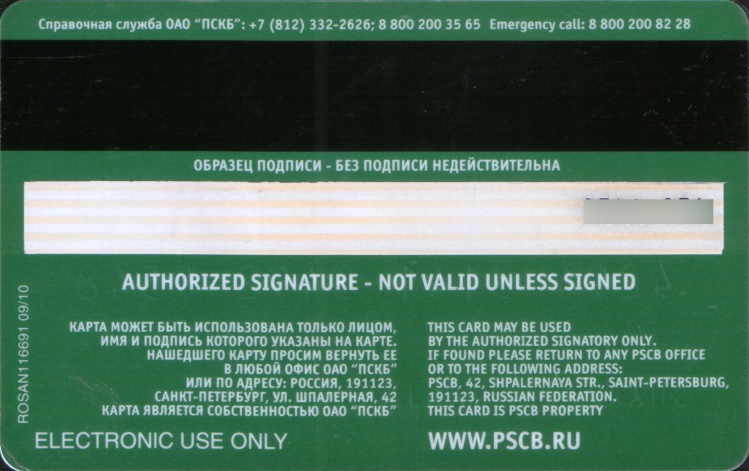 Справочная служба ОАО "ПСКБ": +7 (812) 332-2626; 8 800 200 35 65 Emergency call: 8 800 200 82 28
ОБРАЗЕЦ ПОДПИСИ - БЕЗ ПОДПИСИ НЕДЕЙСТВИТЕЛЬНА
AUTHORIZED SIGNATURE - NOT VALID UNLESS SIGNED
ROSAN116691 09/10
КАРТА МОЖЕТ БЫТЬ ИСПОЛЬЗОВАНА ТОЛЬКО ЛИЦОМ,
ИМЯ И ПОДПИСЬ КОТОРОГО УКАЗАНЫ НА КАРТЕ.
НАШЕДШЕГО КАРТУ ПРОСИМ ВЕРНУТЬ ЕЕ
В ЛЮБОЙ ОФИС ОАО "ПСКБ"
ИЛИ ПО АДРЕСУ: РОССИЯ, 191123,
САНКТ-ПЕТЕРБУРГ, УЛ. ШПАЛЕРНАЯ, 42
КАРТА ЯВЛЯЕТСЯ СОБСТВЕННОСТЬЮ ОАО "ПСКБ"
THIS CARD MAY BE USED
BY THE AUTHORIZED SIGNATORY ONLY.
IF FOUND PLEASE RETURN TO ANY PSCB OFFICE
OR TO THE FOLLOWING ADDRESS:
PSCB, 42, SHPALERNAYA STR., SAINT-PETERSBURG,
191123, RUSSIAN FEDERATION.
THIS CARD IS PSCB PROPERTY
ELECTRONIC USE ONLY
WWW.PSCB.RU